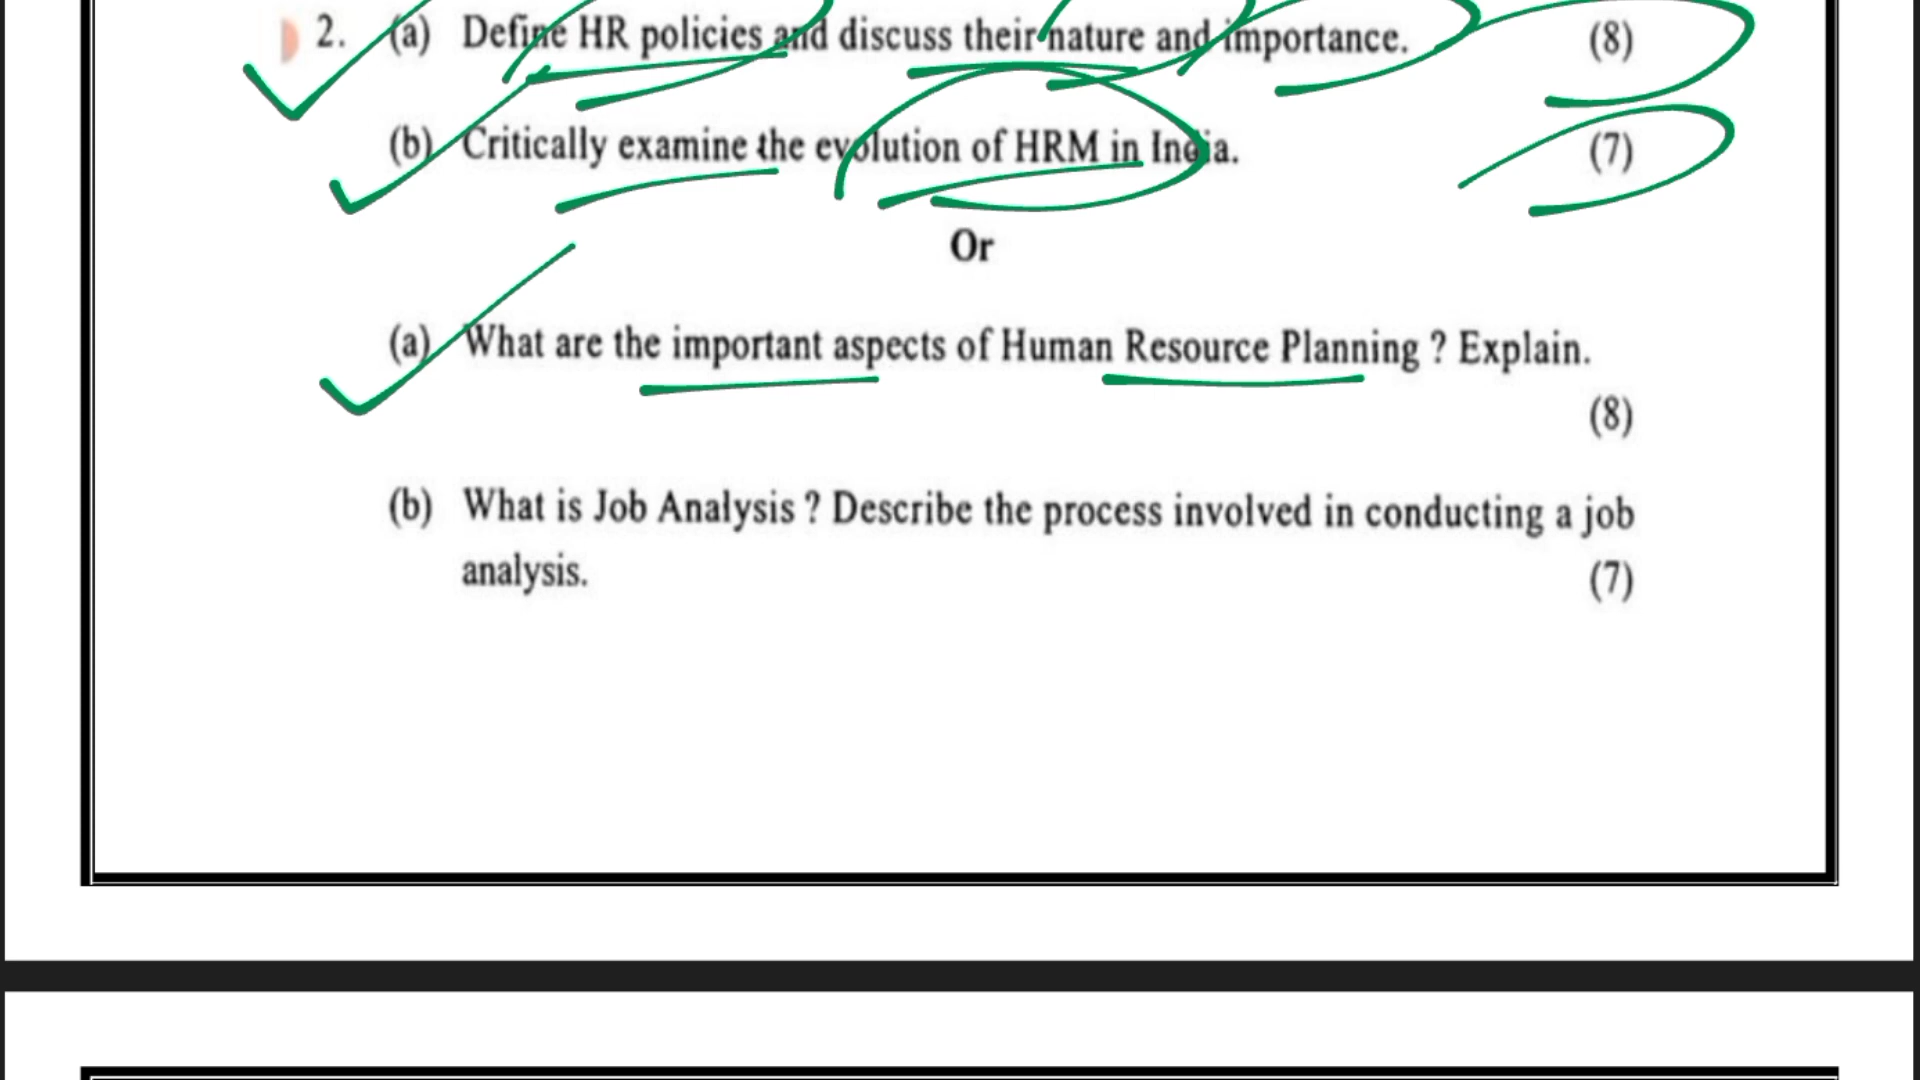 2. (a) Define HR policies and discuss their nature and importance. (8)
(b) Critically examine the evolution of HRM in India. (7)
Or
(a) What are the important aspects of Human Resource Planning ? Explain.
(8)
(b) What is Job Analysis ? Describe the process involved in conducting a job
analysis. (7)